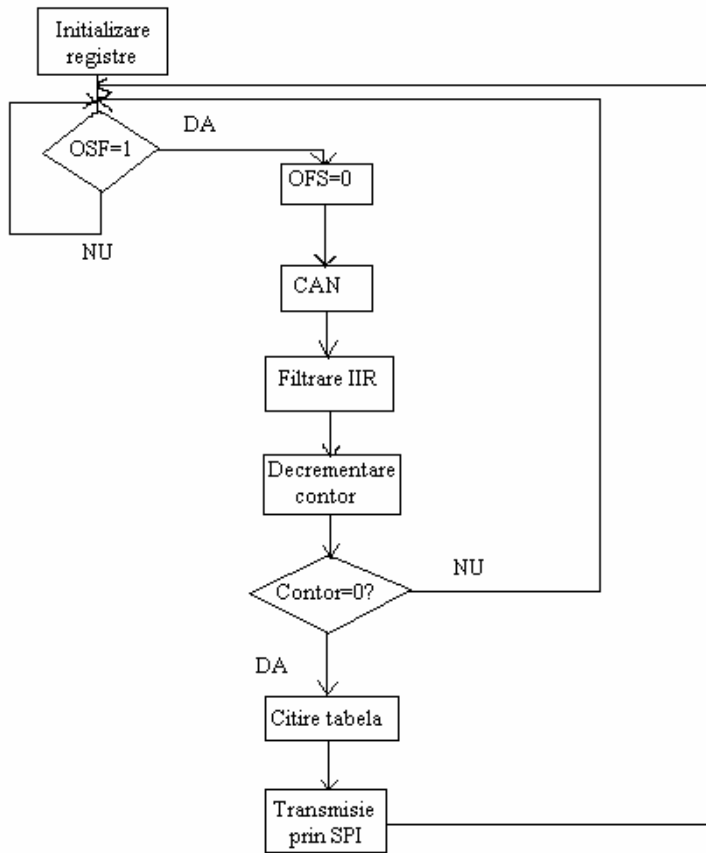 Initializare
registre
DA
OSF=1
OFS=0
NU
CAN
Filtrare IIR
Decrementare
contor
NU
Contor=0?
DA
Citire tabela
Transmisie
prin SPI